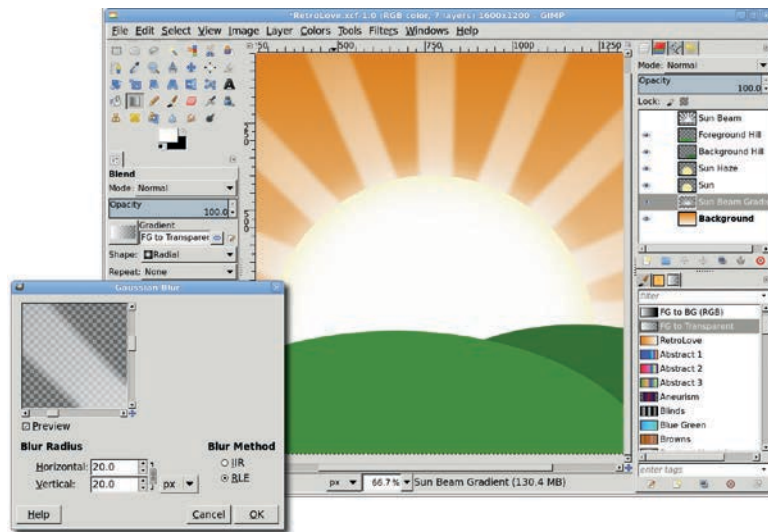 *RetroLove.xcf-1.0 (RGB color, 7 layers) 1600x1200 – GIMP
File Edit Select View Image Layer Colors Tools Filters Windows Help
500 750 1000 1250
Mode: Normal
Opacity
100.0
Lock:
Sun Beam
Foreground Hill
Background Hill
Sun Haze
Sun
Sun Beam Gradie
Background
Blend
Mode: Normal
Opacity
100.0
Gradient
FG to Transparen
Shape: Radial
Repeat: None
filter
FG to BG (RGB)
FG to Transparent
RetroLove
Abstract 1
Abstract 2
Abstract 3
Aneurism
Blinds
Blue Green
Browns
enter tags
px 66.7% Sun Beam Gradient (130.4 MB)
Gaussian Blur
Preview
Blur Radius
Horizontal: 20.0
Vertical: 20.0 px
Blur Method
IIR
RLE
Help Cancel OK